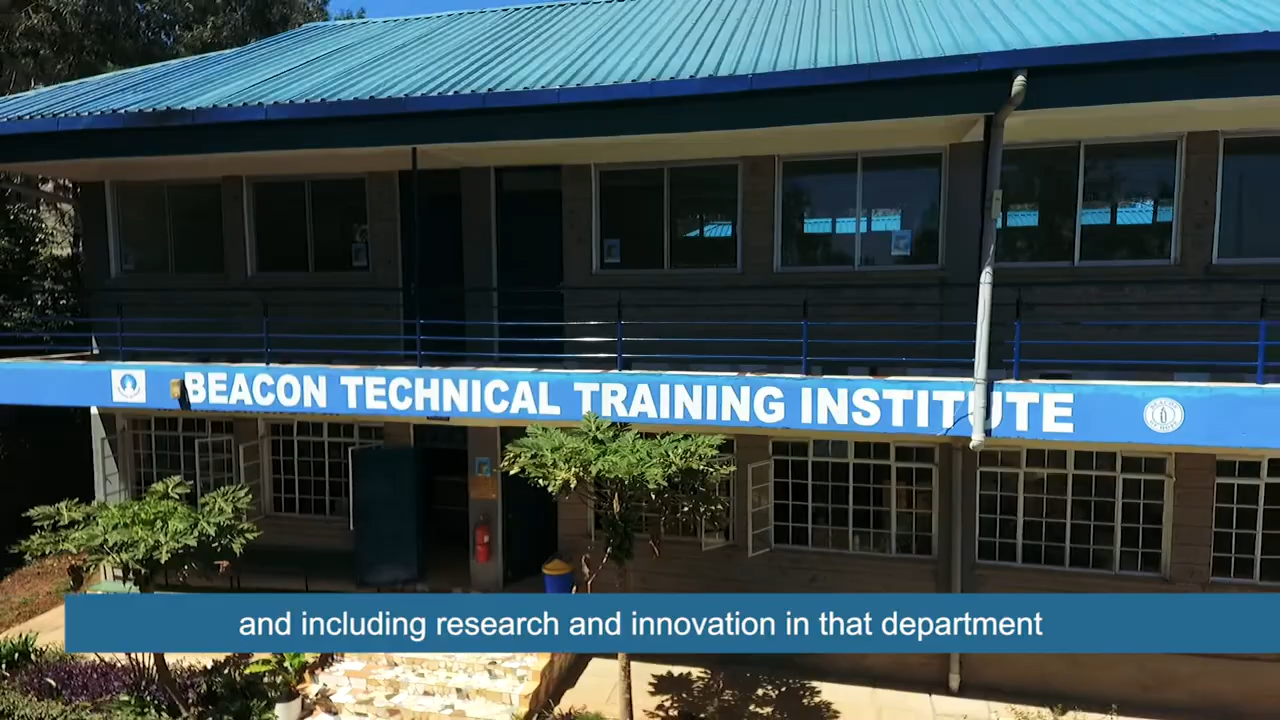 BEACON TECHNICAL TRAINING INSTITUTE
and including research and innovation in that department